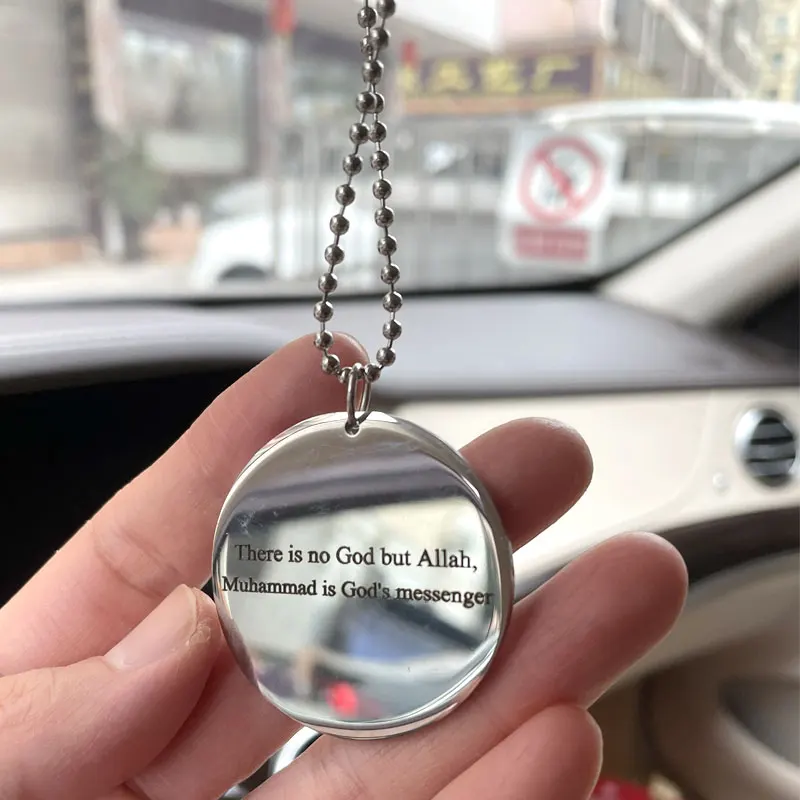 There is no God but Allah,
Muhammad is God's messenger